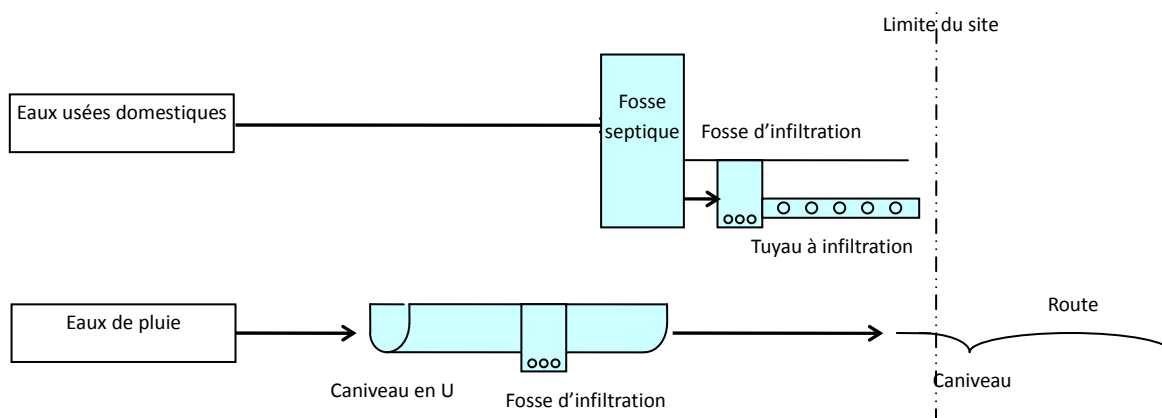 Limite du site
Eaux usées domestiques
Fosse
septique
Fosse d'infiltration
Tuyau à infiltration
Eaux de pluie
Route
Caniveau en U
Fosse d'infiltration
Caniveau